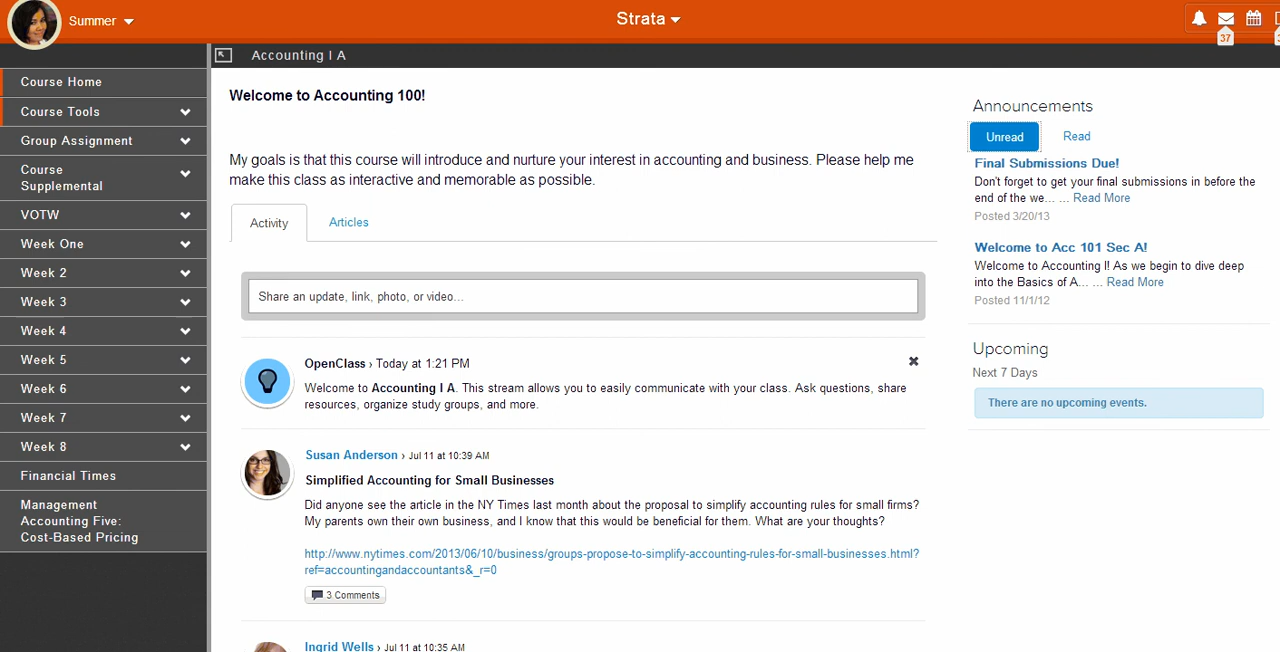 Summer
Strata
37
Accounting I A
Course Home
Course Tools
Group Assignment
Course
Supplemental
VOTW
Week One
Week 2
Week 3
Week 4
Week 5
Week 6
Week 7
Week 8
Financial Times
Management
Accounting Five:
Cost-Based Pricing
Welcome to Accounting 100!
My goals is that this course will introduce and nurture your interest in accounting and business. Please help me
make this class as interactive and memorable as possible.
Activity
Articles
Share an update, link, photo, or video...
OpenClass › Today at 1:21 PM
Welcome to Accounting I A. This stream allows you to easily communicate with your class. Ask questions, share
resources, organize study groups, and more.
Susan Anderson › Jul 11 at 10:39 AM
Simplified Accounting for Small Businesses
Did anyone see the article in the NY Times last month about the proposal to simplify accounting rules for small firms?
My parents own their own business, and I know that this would be beneficial for them. What are your thoughts?
http://www.nytimes.com/2013/06/10/business/groups-propose-to-simplify-accounting-rules-for-small-businesses.html?
ref=accountingandaccountants&_r=0
3 Comments
Ingrid Wells › Jul 11 at 10:35 AM
Announcements
Unread
Read
Final Submissions Due!
Don't forget to get your final submissions in before the
end of the we... ... Read More
Posted 3/20/13
Welcome to Acc 101 Sec A!
Welcome to Accounting I! As we begin to dive deep
into the Basics of A... ... Read More
Posted 11/1/12
Upcoming
Next 7 Days
There are no upcoming events.